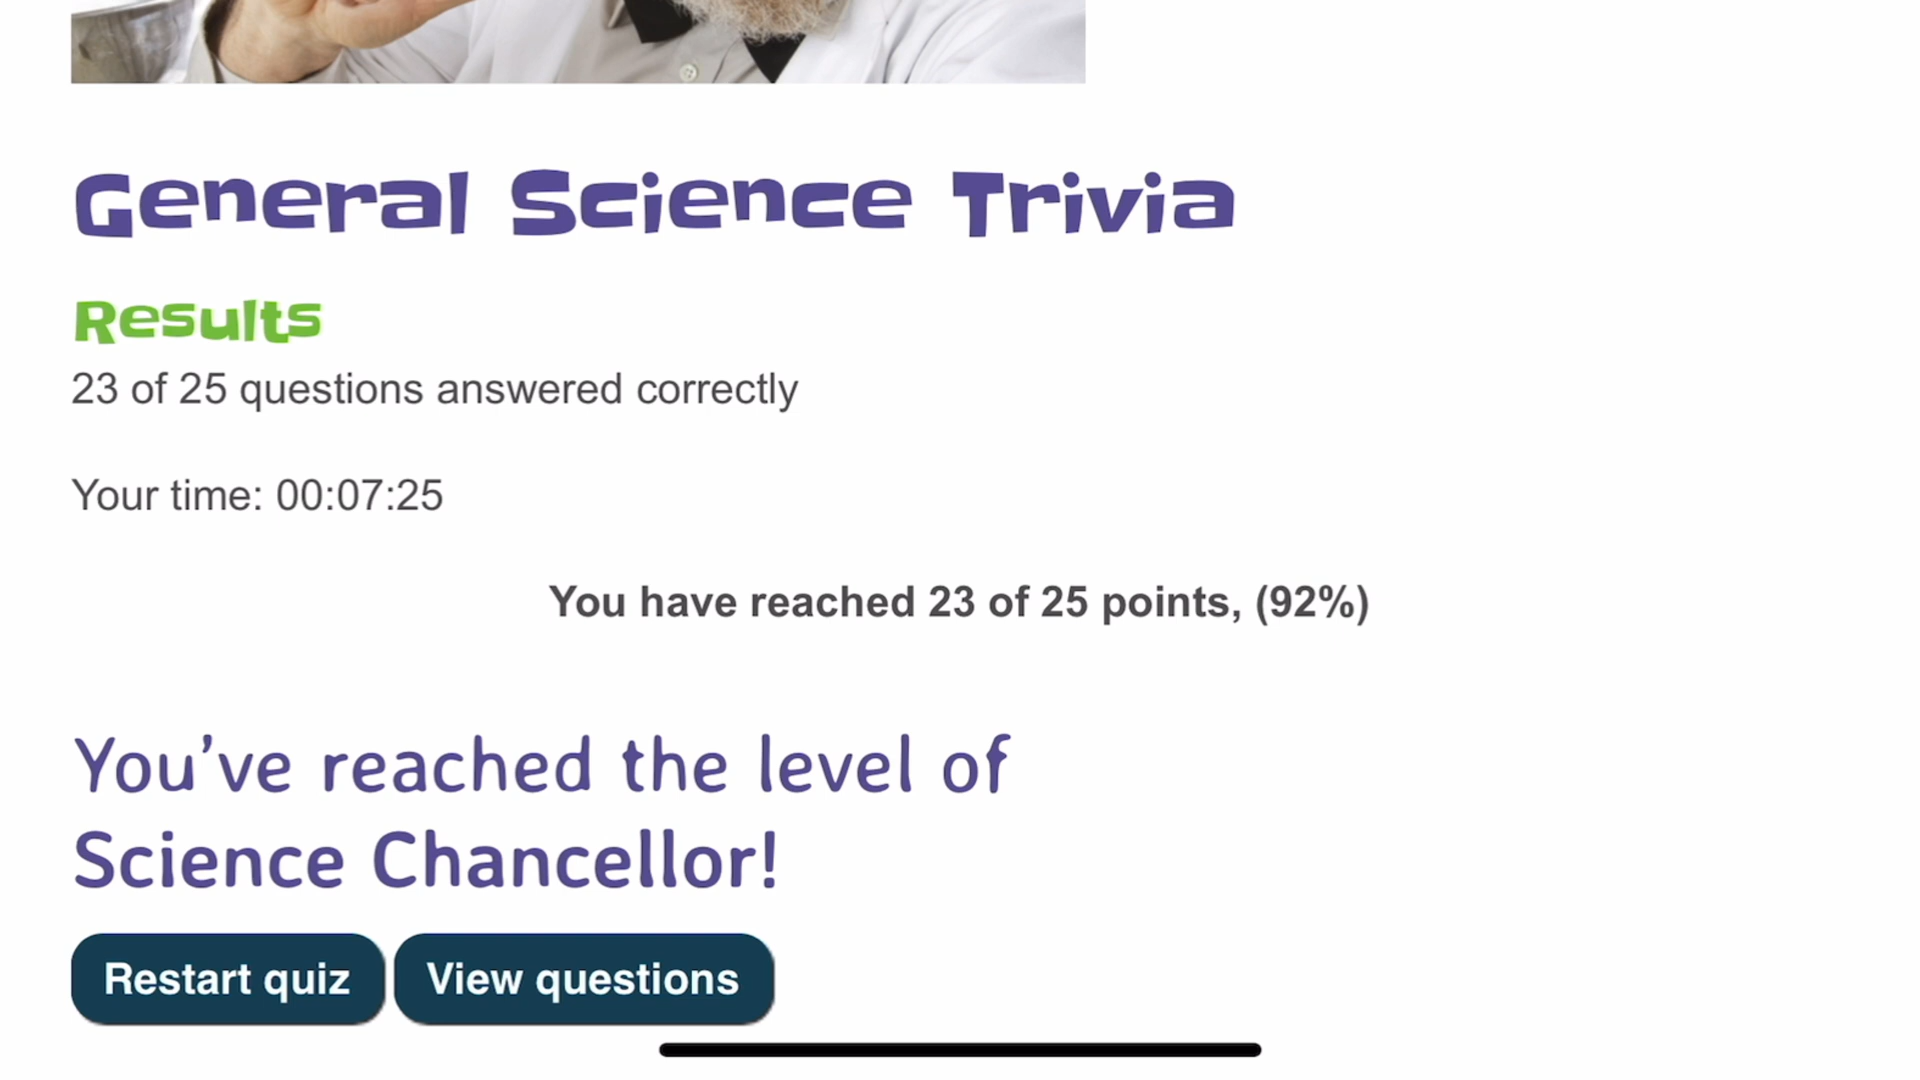 General Science Trivia
Results
23 of 25 questions answered correctly
Your time: 00:07:25
You have reached 23 of 25 points, (92%)
You’ve reached the level of
Science Chancellor!
Restart quiz
View questions